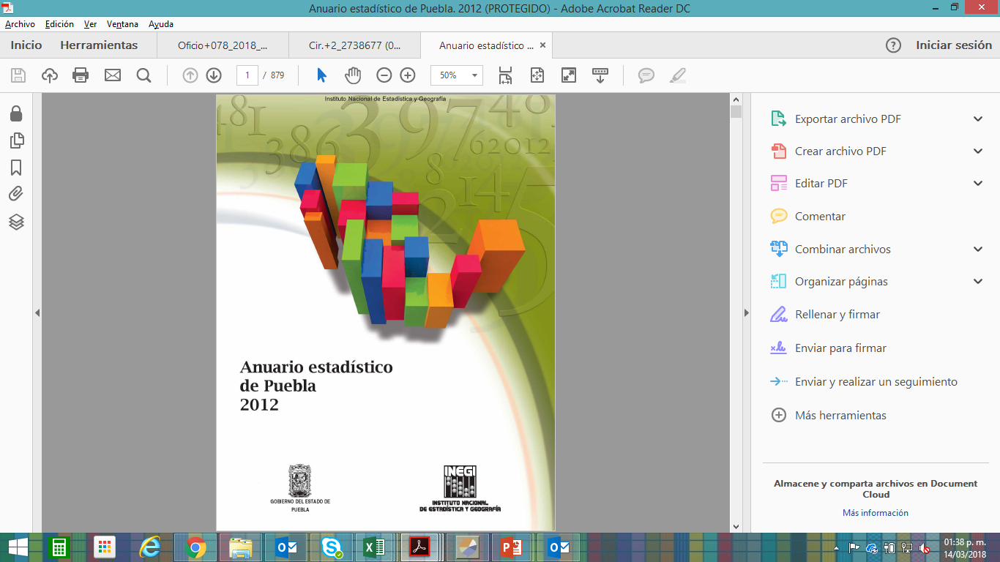 Anuario estadístico de Puebla. 2012 (PROTEGIDO) - Adobe Acrobat Reader DC
Archivo Edición Ver Ventana Ayuda
Inicio Herramientas Oficio+078_2018_... Cir.+2_2738677 (0... Anuario estadístico ... × Iniciar sesión
1 / 879 50%
Instituto Nacional de Estadística y Geografía
Anuario estadístico
de Puebla
2012
GOBIERNO DEL ESTADO DE
PUEBLA
INEGI
INSTITUTO NACIONAL
DE ESTADÍSTICA Y GEOGRAFÍA
Exportar archivo PDF
Crear archivo PDF
Editar PDF
Comentar
Combinar archivos
Organizar páginas
Rellenar y firmar
Enviar para firmar
Enviar y realizar un seguimiento
Más herramientas
Almacene y comparta archivos en Document
Cloud
Más información
01:38 p. m.
14/03/2018